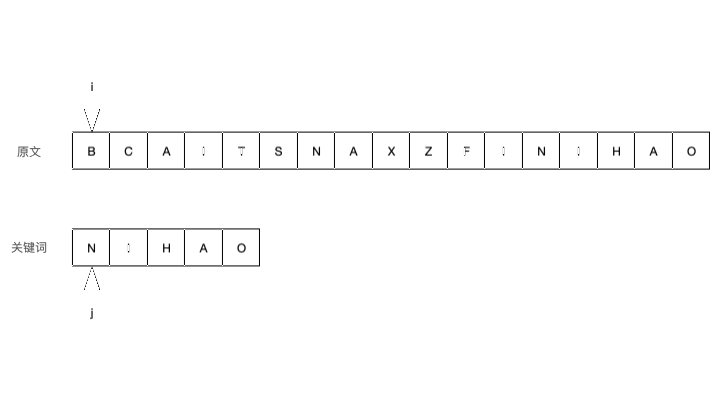 i
原文 B C A I T S N A X Z F I N I H A O
关键词 N I H A O
j